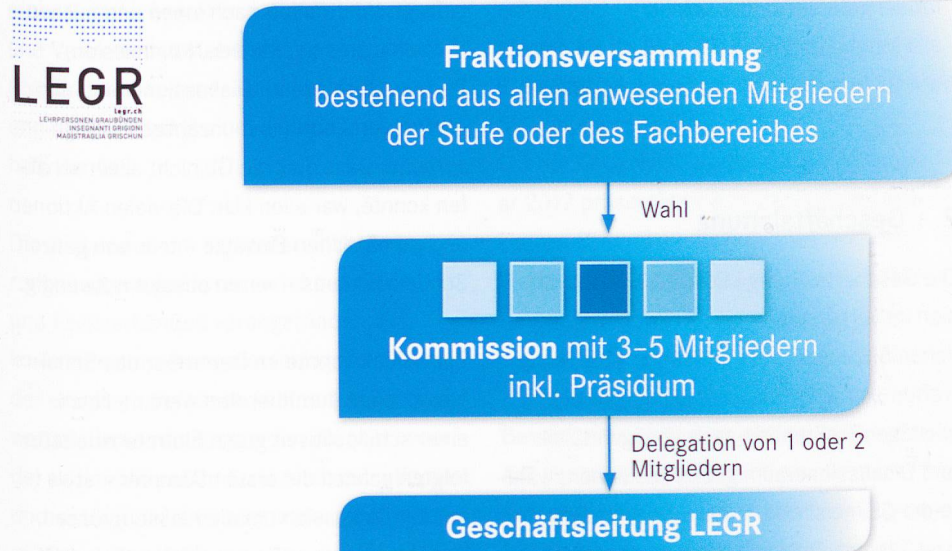 LEGR
legr.ch
LEHRPERSONEN GRAUBÜNDEN
INSEGNANTI GRIGIONI
MAGISTRAGLIA GRISCHUN
Fraktionsversammlung
bestehend aus allen anwesenden Mitgliedern
der Stufe oder des Fachbereiches
Wahl
Kommission mit 3–5 Mitgliedern
inkl. Präsidium
Delegation von 1 oder 2
Mitgliedern
Geschäftsleitung LEGR